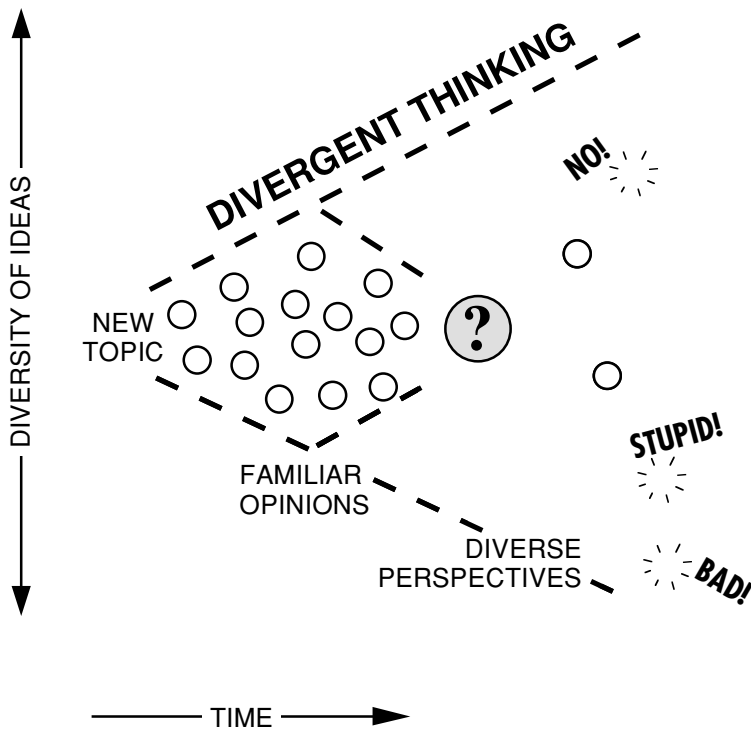 DIVERGENT THINKING
NO!
DIVERSITY OF IDEAS
NEW
TOPIC
?
STUPID!
FAMILIAR
OPINIONS
DIVERSE
PERSPECTIVES
BAD!
TIME